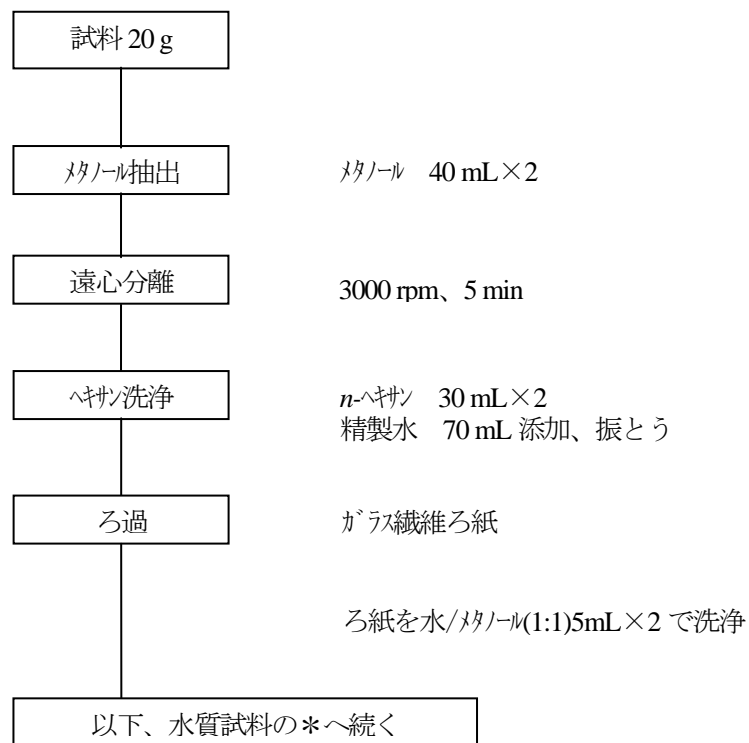 試料 20 g
ﾒﾀﾉｰﾙ抽出 ﾒﾀﾉｰﾙ 40 mL×2
遠心分離 3000 rpm、5 min
ﾍｷｻﾝ洗浄 n-ﾍｷｻﾝ 30 mL×2
精製水 70 mL 添加、振とう
ろ過 ｶﾞﾗｽ繊維ろ紙
ろ紙を水/ﾒﾀﾉｰﾙ(1:1)5mL×2 で洗浄
以下、水質試料の＊へ続く